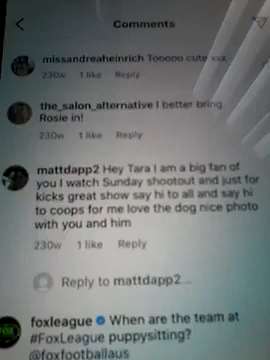 Comments
missandreaheinrich Tooooo cute xxx
230w 1 like Reply
the_salon_alternative I better bring
Rosie in!
230w 1 like Reply
mattdapp2 Hey Tara I am a big fan of
you I watch Sunday shootout and just for
kicks great show say hi to all and say hi
to coops for me love the dog nice photo
with you and him
230w 1 like Reply
Reply to mattdapp2...
foxleague When are the team at
#FoxLeague puppysitting?
@foxfootballaus